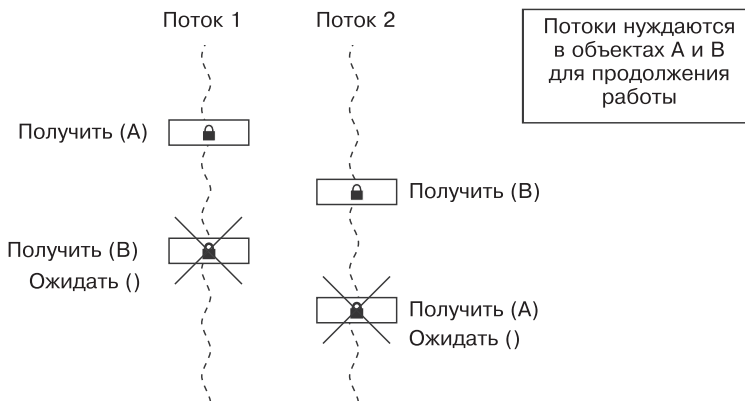 Поток 1
Поток 2
Потоки нуждаются
в объектах А и В
для продолжения
работы
Получить (А)
Получить (В)
Получить (В)
Ожидать ()
Получить (А)
Ожидать ()